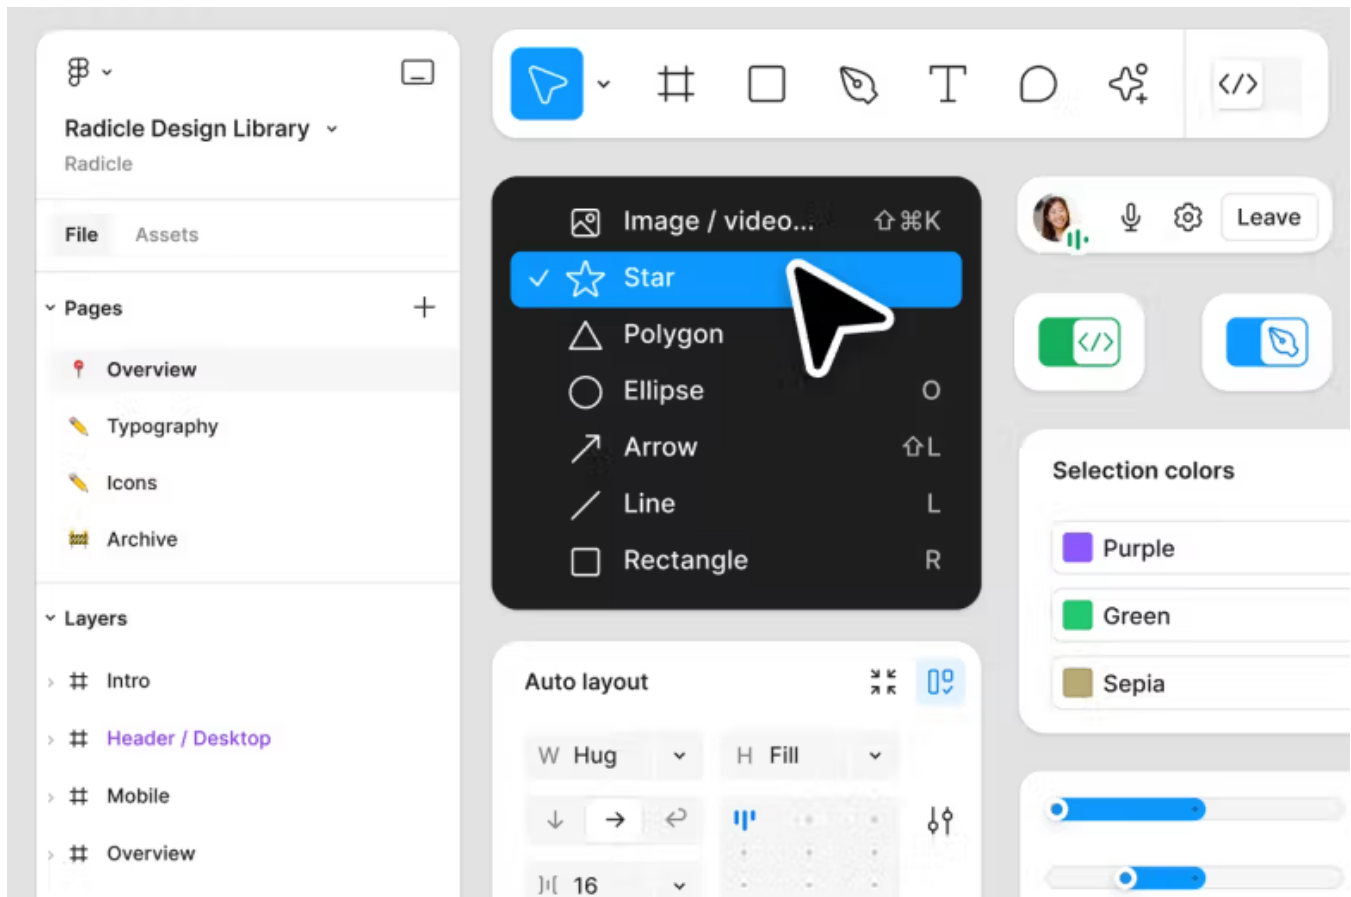 Radicle Design Library
Radicle
File Assets
Pages
Overview
Typography
Icons
Archive
Layers
Intro
Header / Desktop
Mobile
Overview
T
</>
Image / video... ⇧⌘K
Star
Polygon
Ellipse O
Arrow ⇧L
Line L
Rectangle R
Auto layout
W Hug H Fill
16
Leave
</>
Selection colors
Purple
Green
Sepia